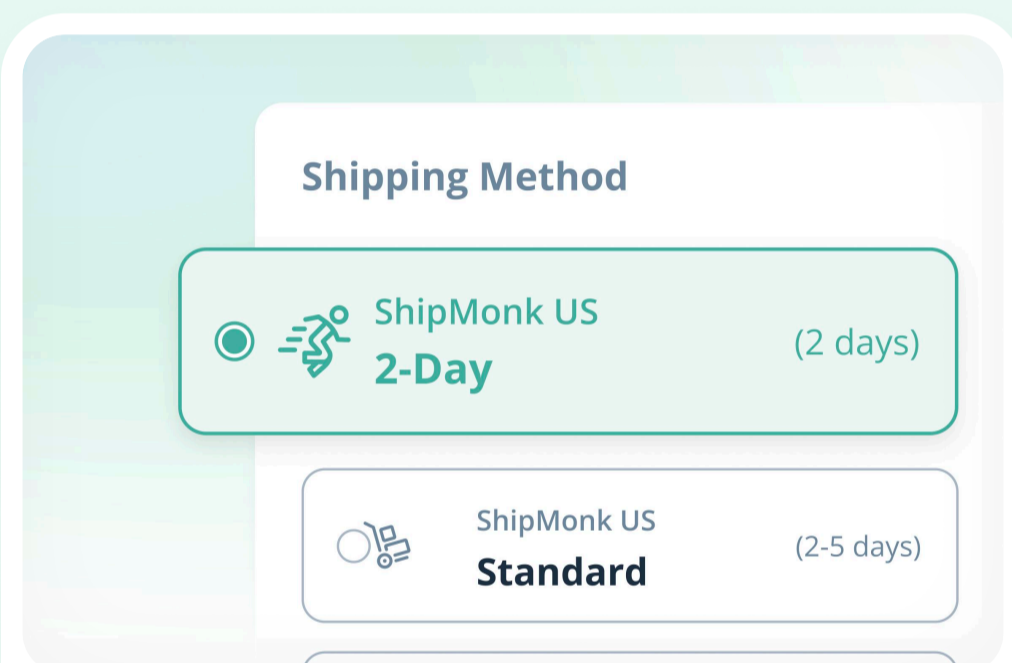 Shipping Method
ShipMonk US
2-Day
(2 days)
ShipMonk US
Standard
(2-5 days)